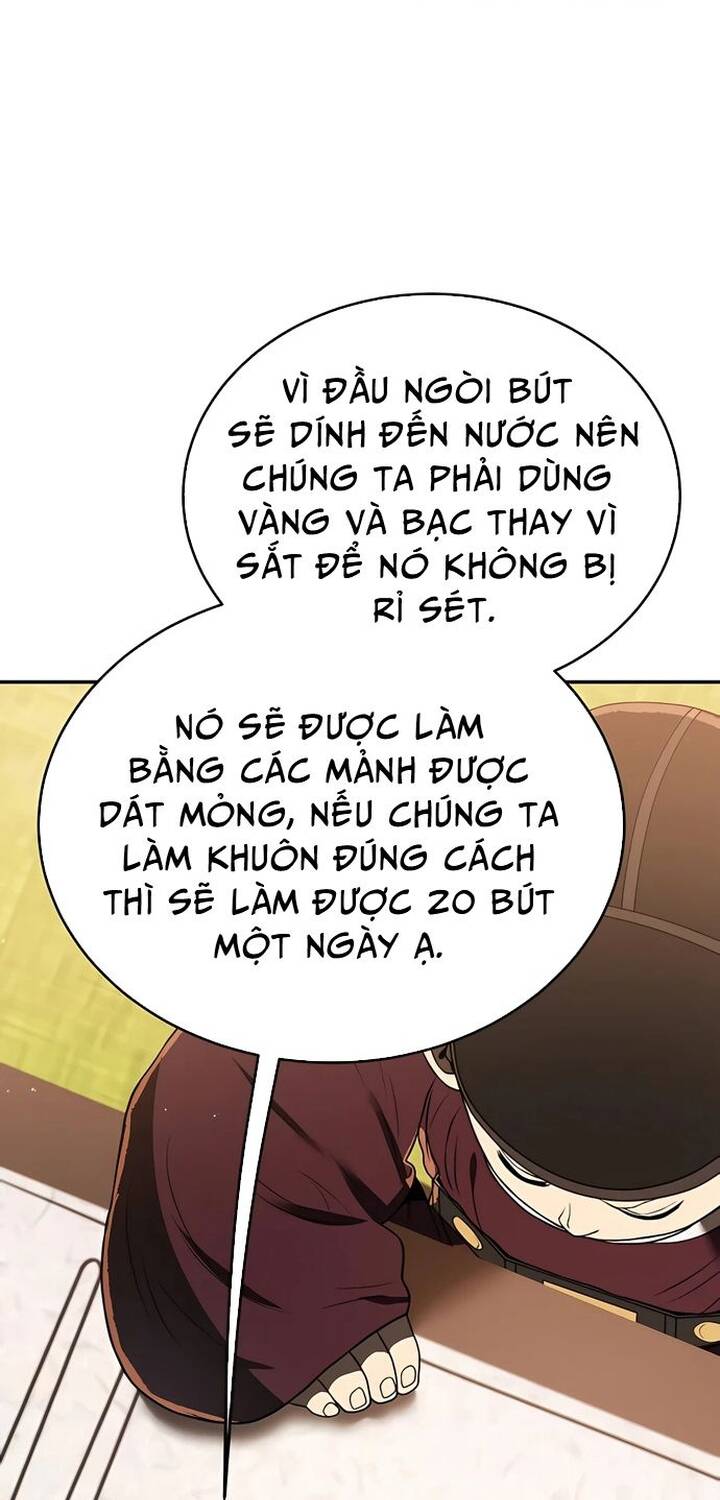 VÌ ĐẦU NGÒI BÚT
SẼ DÍNH ĐẾN NƯỚC NÊN
CHÚNG TA PHẢI DÙNG
VÀNG VÀ BẠC THAY VÌ
SẮT ĐỂ NÓ KHÔNG BỊ
RỈ SÉT.
NÓ SẼ ĐƯỢC LÀM
BẰNG CÁC MẢNH ĐƯỢC
DÁT MỎNG, NẾU CHÚNG TA
LÀM KHUÔN ĐÚNG CÁCH
THÌ SẼ LÀM ĐƯỢC 20 BÚT
MỘT NGÀY Ạ.